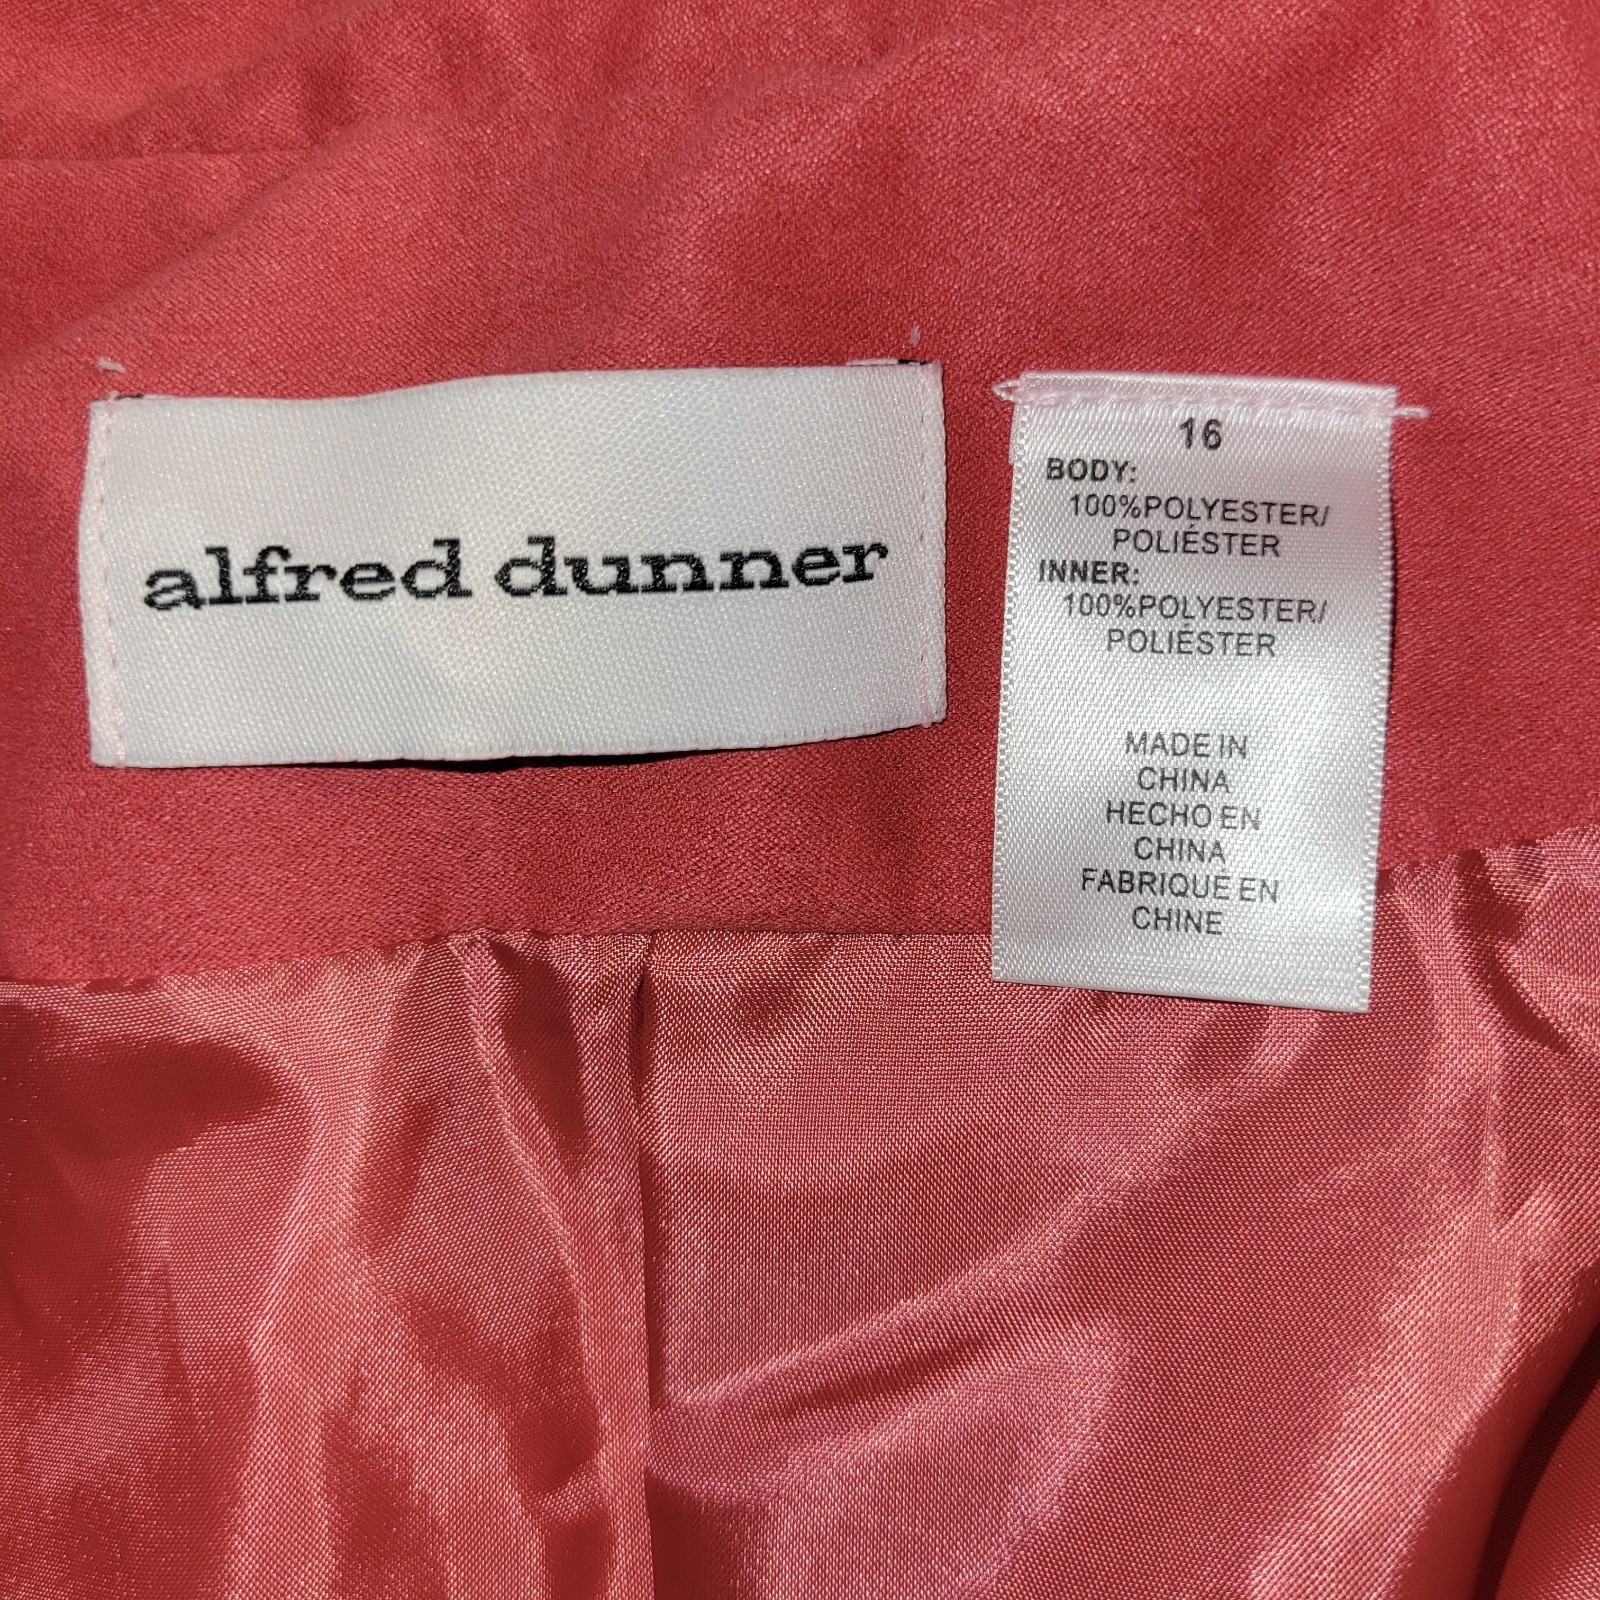 alfred dunner
16
BODY:
100%POLYESTER/
POLIÉSTER
INNER:
100%POLYESTER/
POLIÉSTER
MADE IN
CHINA
HECHO EN
CHINA
FABRIQUE EN
CHINE